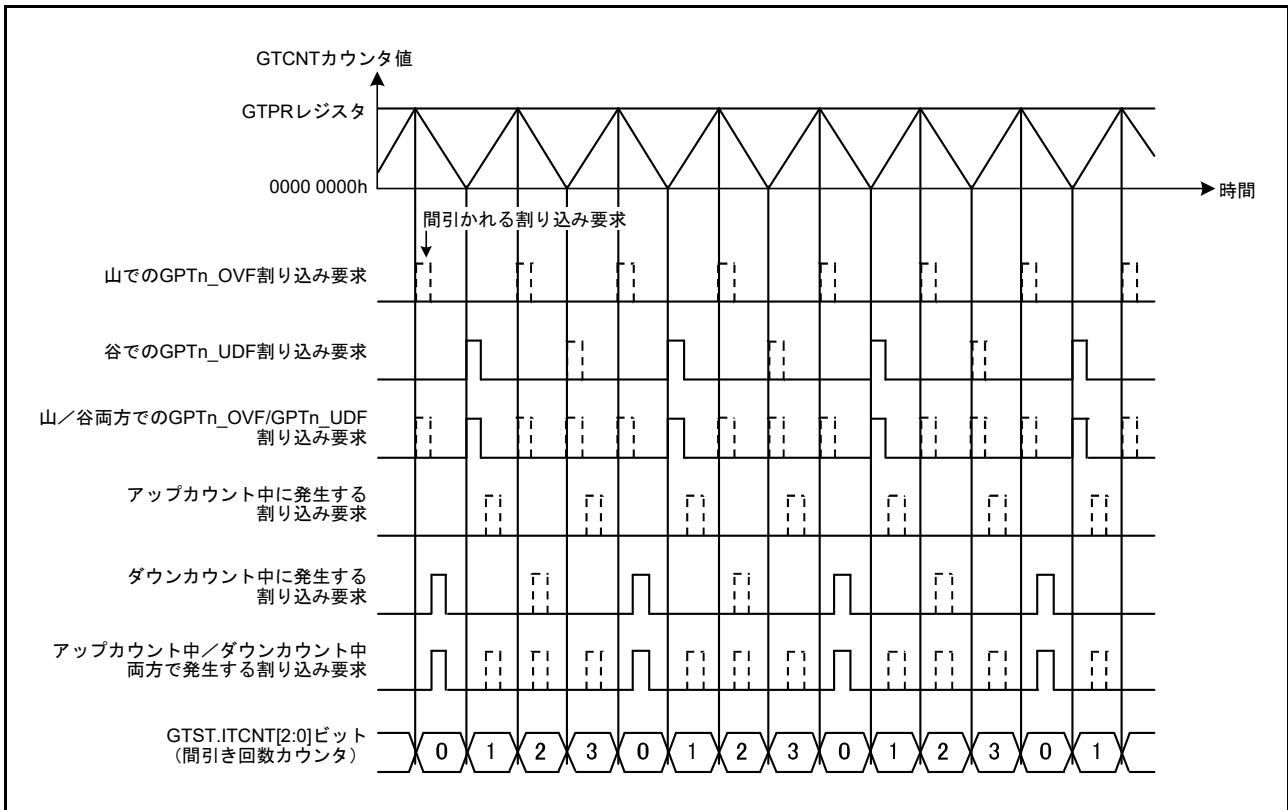 GTCNTカウンタ値
GTPRレジスタ
0000 0000h
時間
間引かれる割り込み要求
山でのGPTn_OVF割り込み要求
谷でのGPTn_UDF割り込み要求
山／谷両方でのGPTn_OVF/GPTn_UDF
割り込み要求
アップカウント中に発生する
割り込み要求
ダウンカウント中に発生する
割り込み要求
アップカウント中／ダウンカウント中
両方で発生する割り込み要求
GTST.ITCNT[2:0]ビット
（間引き回数カウンタ）
0 1 2 3 0 1 2 3 0 1 2 3 0 1